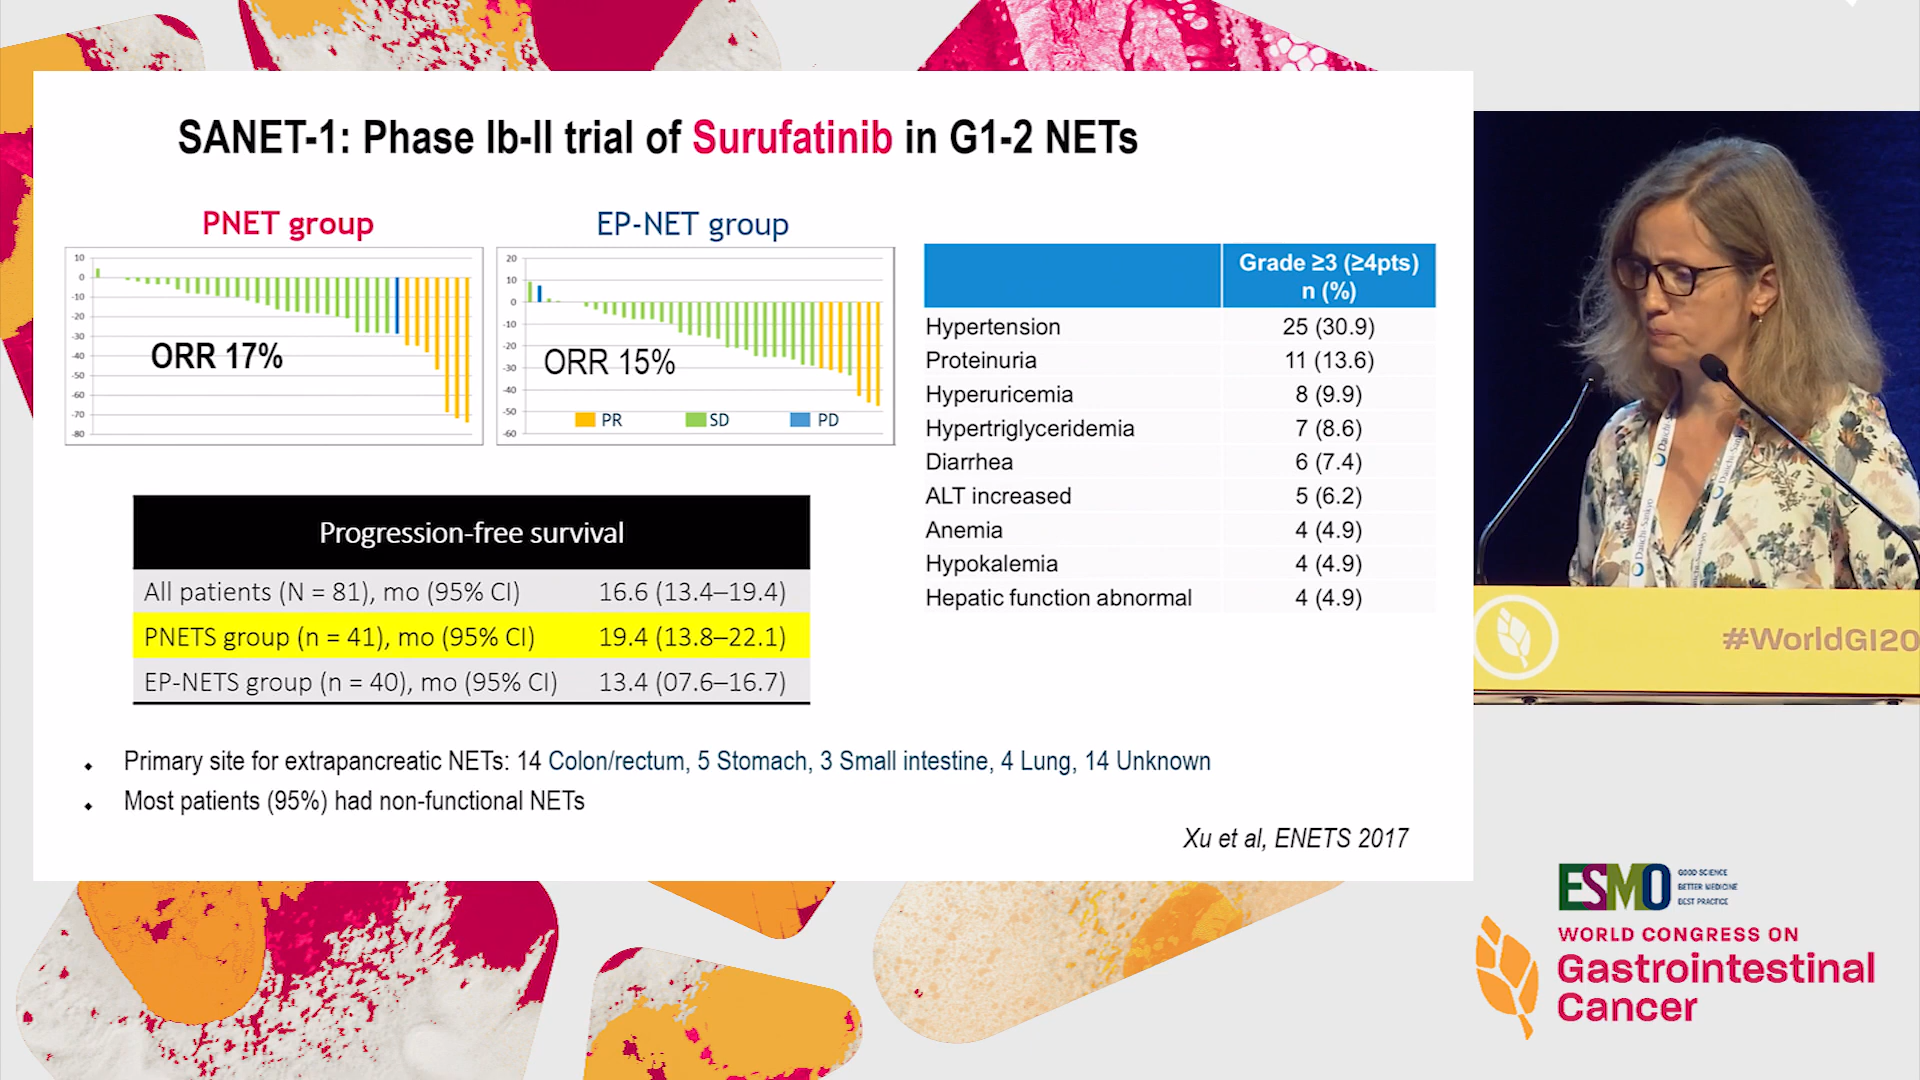 SANET-1: Phase Ib-II trial of Surufatinib in G1-2 NETs
PNET group
10
0
-10
-20
-30
-40
-50
-60
-70
-80
ORR 17%
EP-NET group
20
10
0
-10
-20
-30
-40
-50
-60
ORR 15%
PR SD PD
Grade ≥3 (≥4pts)
n (%)
Hypertension 25 (30.9)
Proteinuria 11 (13.6)
Hyperuricemia 8 (9.9)
Hypertriglyceridemia 7 (8.6)
Diarrhea 6 (7.4)
ALT increased 5 (6.2)
Anemia 4 (4.9)
Hypokalemia 4 (4.9)
Hepatic function abnormal 4 (4.9)
Progression-free survival
All patients (N = 81), mo (95% CI) 16.6 (13.4–19.4)
PNETS group (n = 41), mo (95% CI) 19.4 (13.8–22.1)
EP-NETS group (n = 40), mo (95% CI) 13.4 (07.6–16.7)
Primary site for extrapancreatic NETs: 14 Colon/rectum, 5 Stomach, 3 Small intestine, 4 Lung, 14 Unknown
Most patients (95%) had non-functional NETs
Xu et al, ENETS 2017
Daiichi-Sankyo
Daiichi-Sankyo
#WorldGI20
ESMO
GOOD SCIENCE
BETTER MEDICINE
BEST PRACTICE
WORLD CONGRESS ON
Gastrointestinal
Cancer